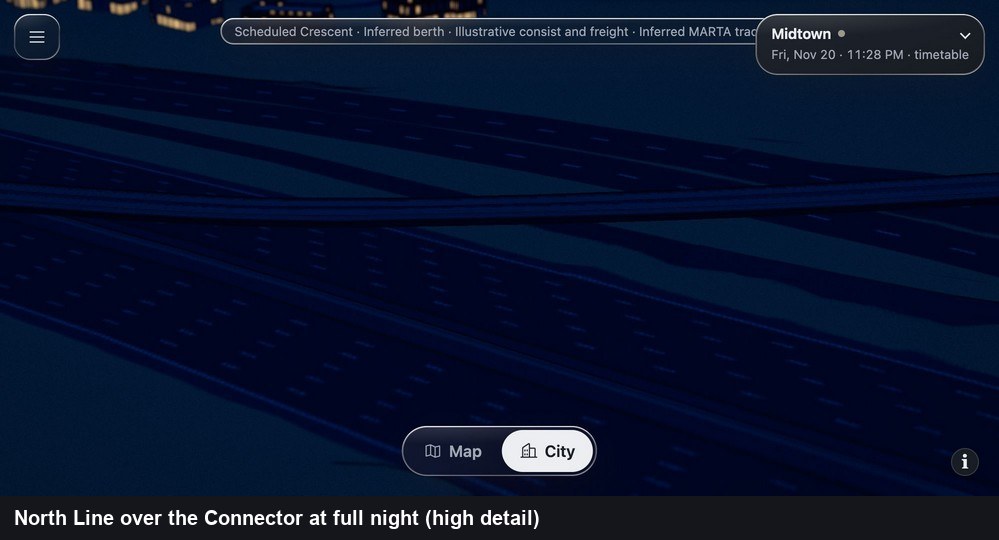 Scheduled Crescent · Inferred berth · Illustrative consist and freight · Inferred MARTA
Midtown
Fri, Nov 20 · 11:28 PM · timetable
Map
City
North Line over the Connector at full night (high detail)